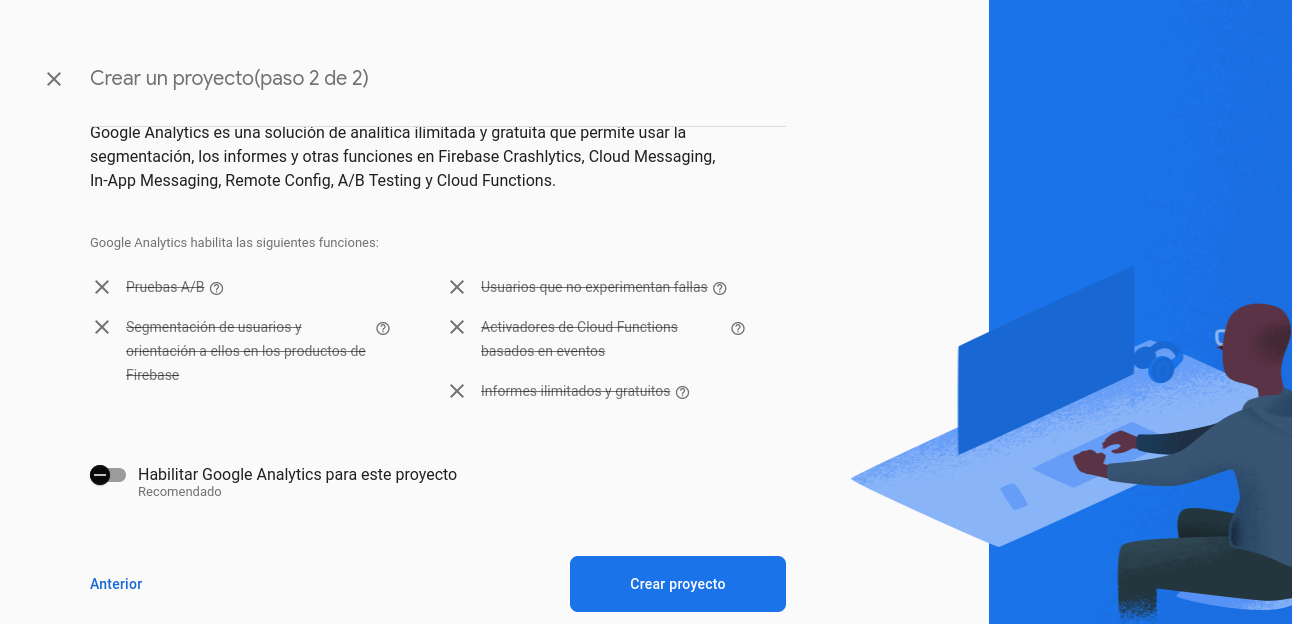 Crear un proyecto(paso 2 de 2)
Google Analytics es una solución de analítica ilimitada y gratuita que permite usar la
segmentación, los informes y otras funciones en Firebase Crashlytics, Cloud Messaging,
In-App Messaging, Remote Config, A/B Testing y Cloud Functions.
Google Analytics habilita las siguientes funciones:
Pruebas A/B
Segmentación de usuarios y
orientación a ellos en los productos de
Firebase
Usuarios que no experimentan fallas
Activadores de Cloud Functions
basados en eventos
Informes ilimitados y gratuitos
Habilitar Google Analytics para este proyecto
Recomendado
Anterior
Crear proyecto